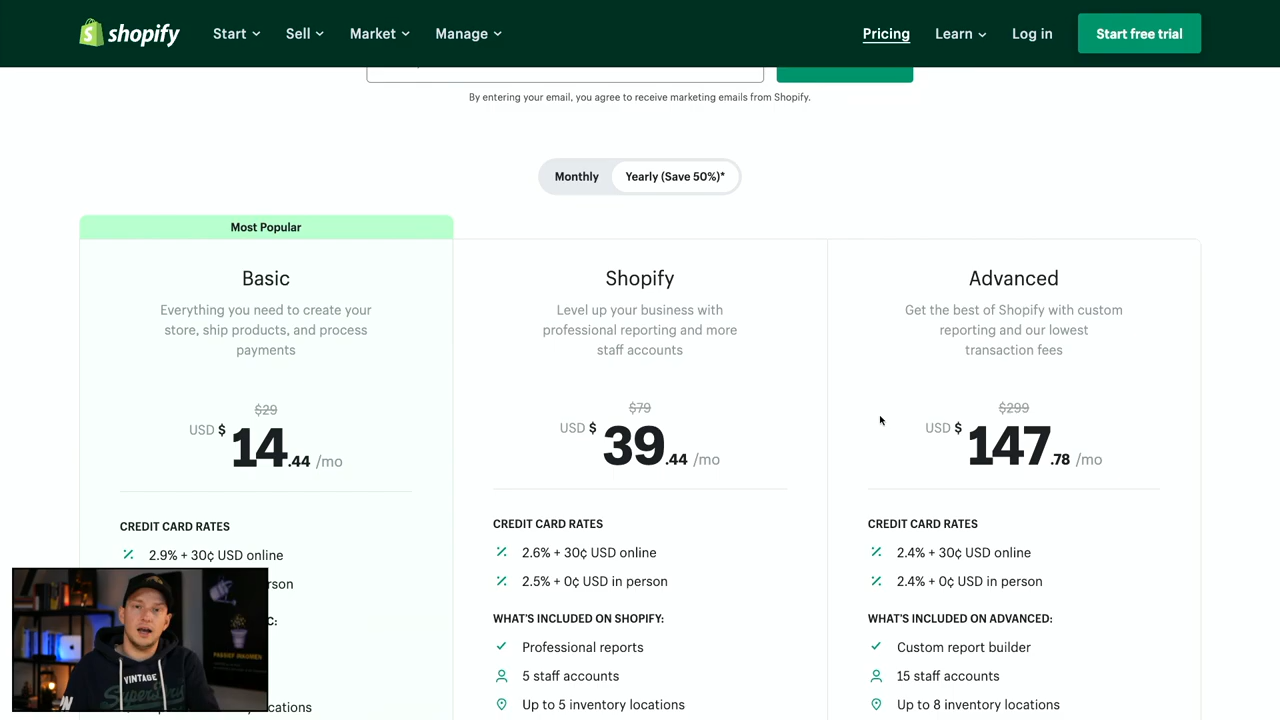 shopify
Start
Sell
Market
Manage
Pricing
Learn
Log in
Start free trial
By entering your email, you agree to receive marketing emails from Shopify.
Monthly
Yearly (Save 50%)*
Most Popular
Basic
Everything you need to create your
store, ship products, and process
payments
$29
USD $ 14.44 /mo
CREDIT CARD RATES
2.9% + 30¢ USD online
rson
C:
ocations
Shopify
Level up your business with
professional reporting and more
staff accounts
$79
USD $ 39.44 /mo
CREDIT CARD RATES
2.6% + 30¢ USD online
2.5% + 0¢ USD in person
WHAT'S INCLUDED ON SHOPIFY:
Professional reports
5 staff accounts
Up to 5 inventory locations
Advanced
Get the best of Shopify with custom
reporting and our lowest
transaction fees
$299
USD $ 147.78 /mo
CREDIT CARD RATES
2.4% + 30¢ USD online
2.4% + 0¢ USD in person
WHAT'S INCLUDED ON ADVANCED:
Custom report builder
15 staff accounts
Up to 8 inventory locations
VINTAGE